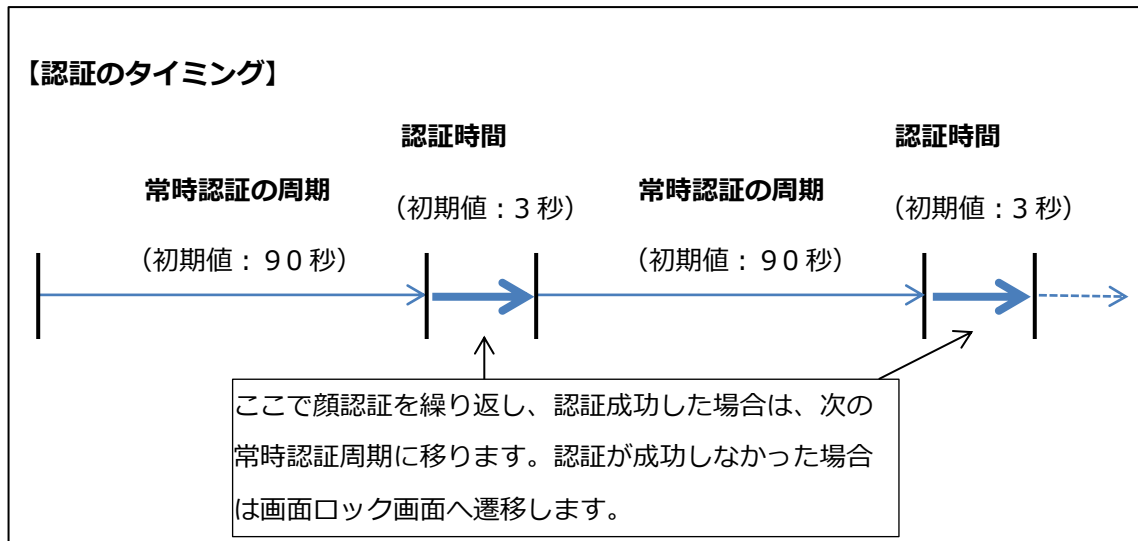 【認証のタイミング】
認証時間
認証時間
常時認証の周期
常時認証の周期
（初期値：3 秒）
（初期値：3 秒）
（初期値：９０秒）
（初期値：９０秒）
ここで顔認証を繰り返し、認証成功した場合は、次の
常時認証周期に移ります。認証が成功しなかった場合
は画面ロック画面へ遷移します。